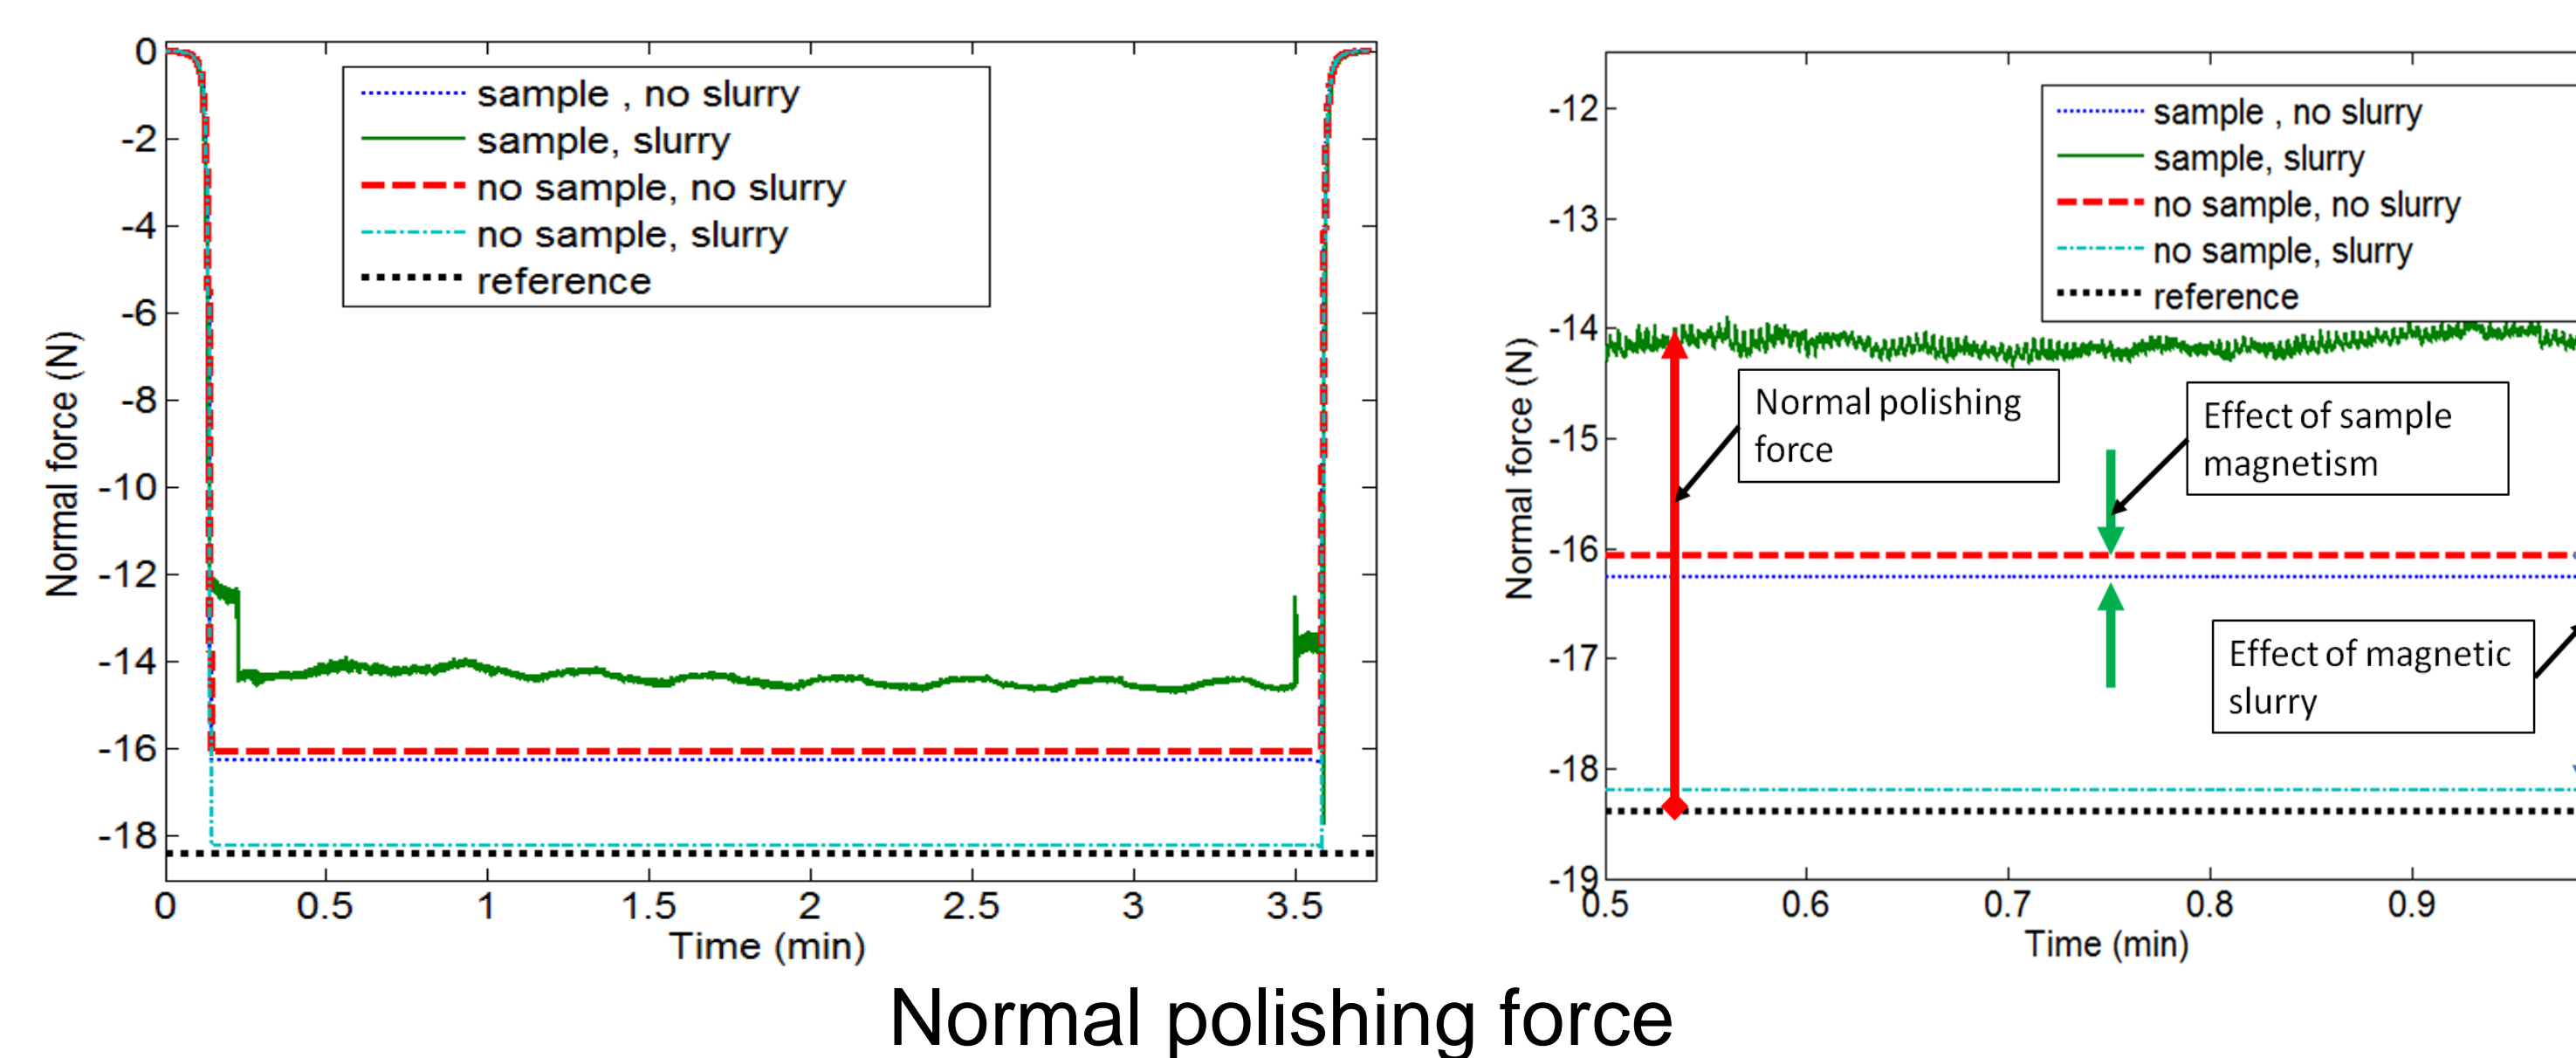 0
-2
-4
-6
-8
-10
-12
-14
-16
-18
Normal force (N)
sample , no slurry
sample, slurry
no sample, no slurry
no sample, slurry
reference
0 0.5 1 1.5 2 2.5 3 3.5
Time (min)
-12
-13
-14
-15
-16
-17
-18
-19
Normal force (N)
sample , no slurry
sample, slurry
no sample, no slurry
no sample, slurry
reference
Normal polishing
force
Effect of sample
magnetism
Effect of magnetic
slurry
0.5 0.6 0.7 0.8 0.9
Time (min)
Normal polishing force